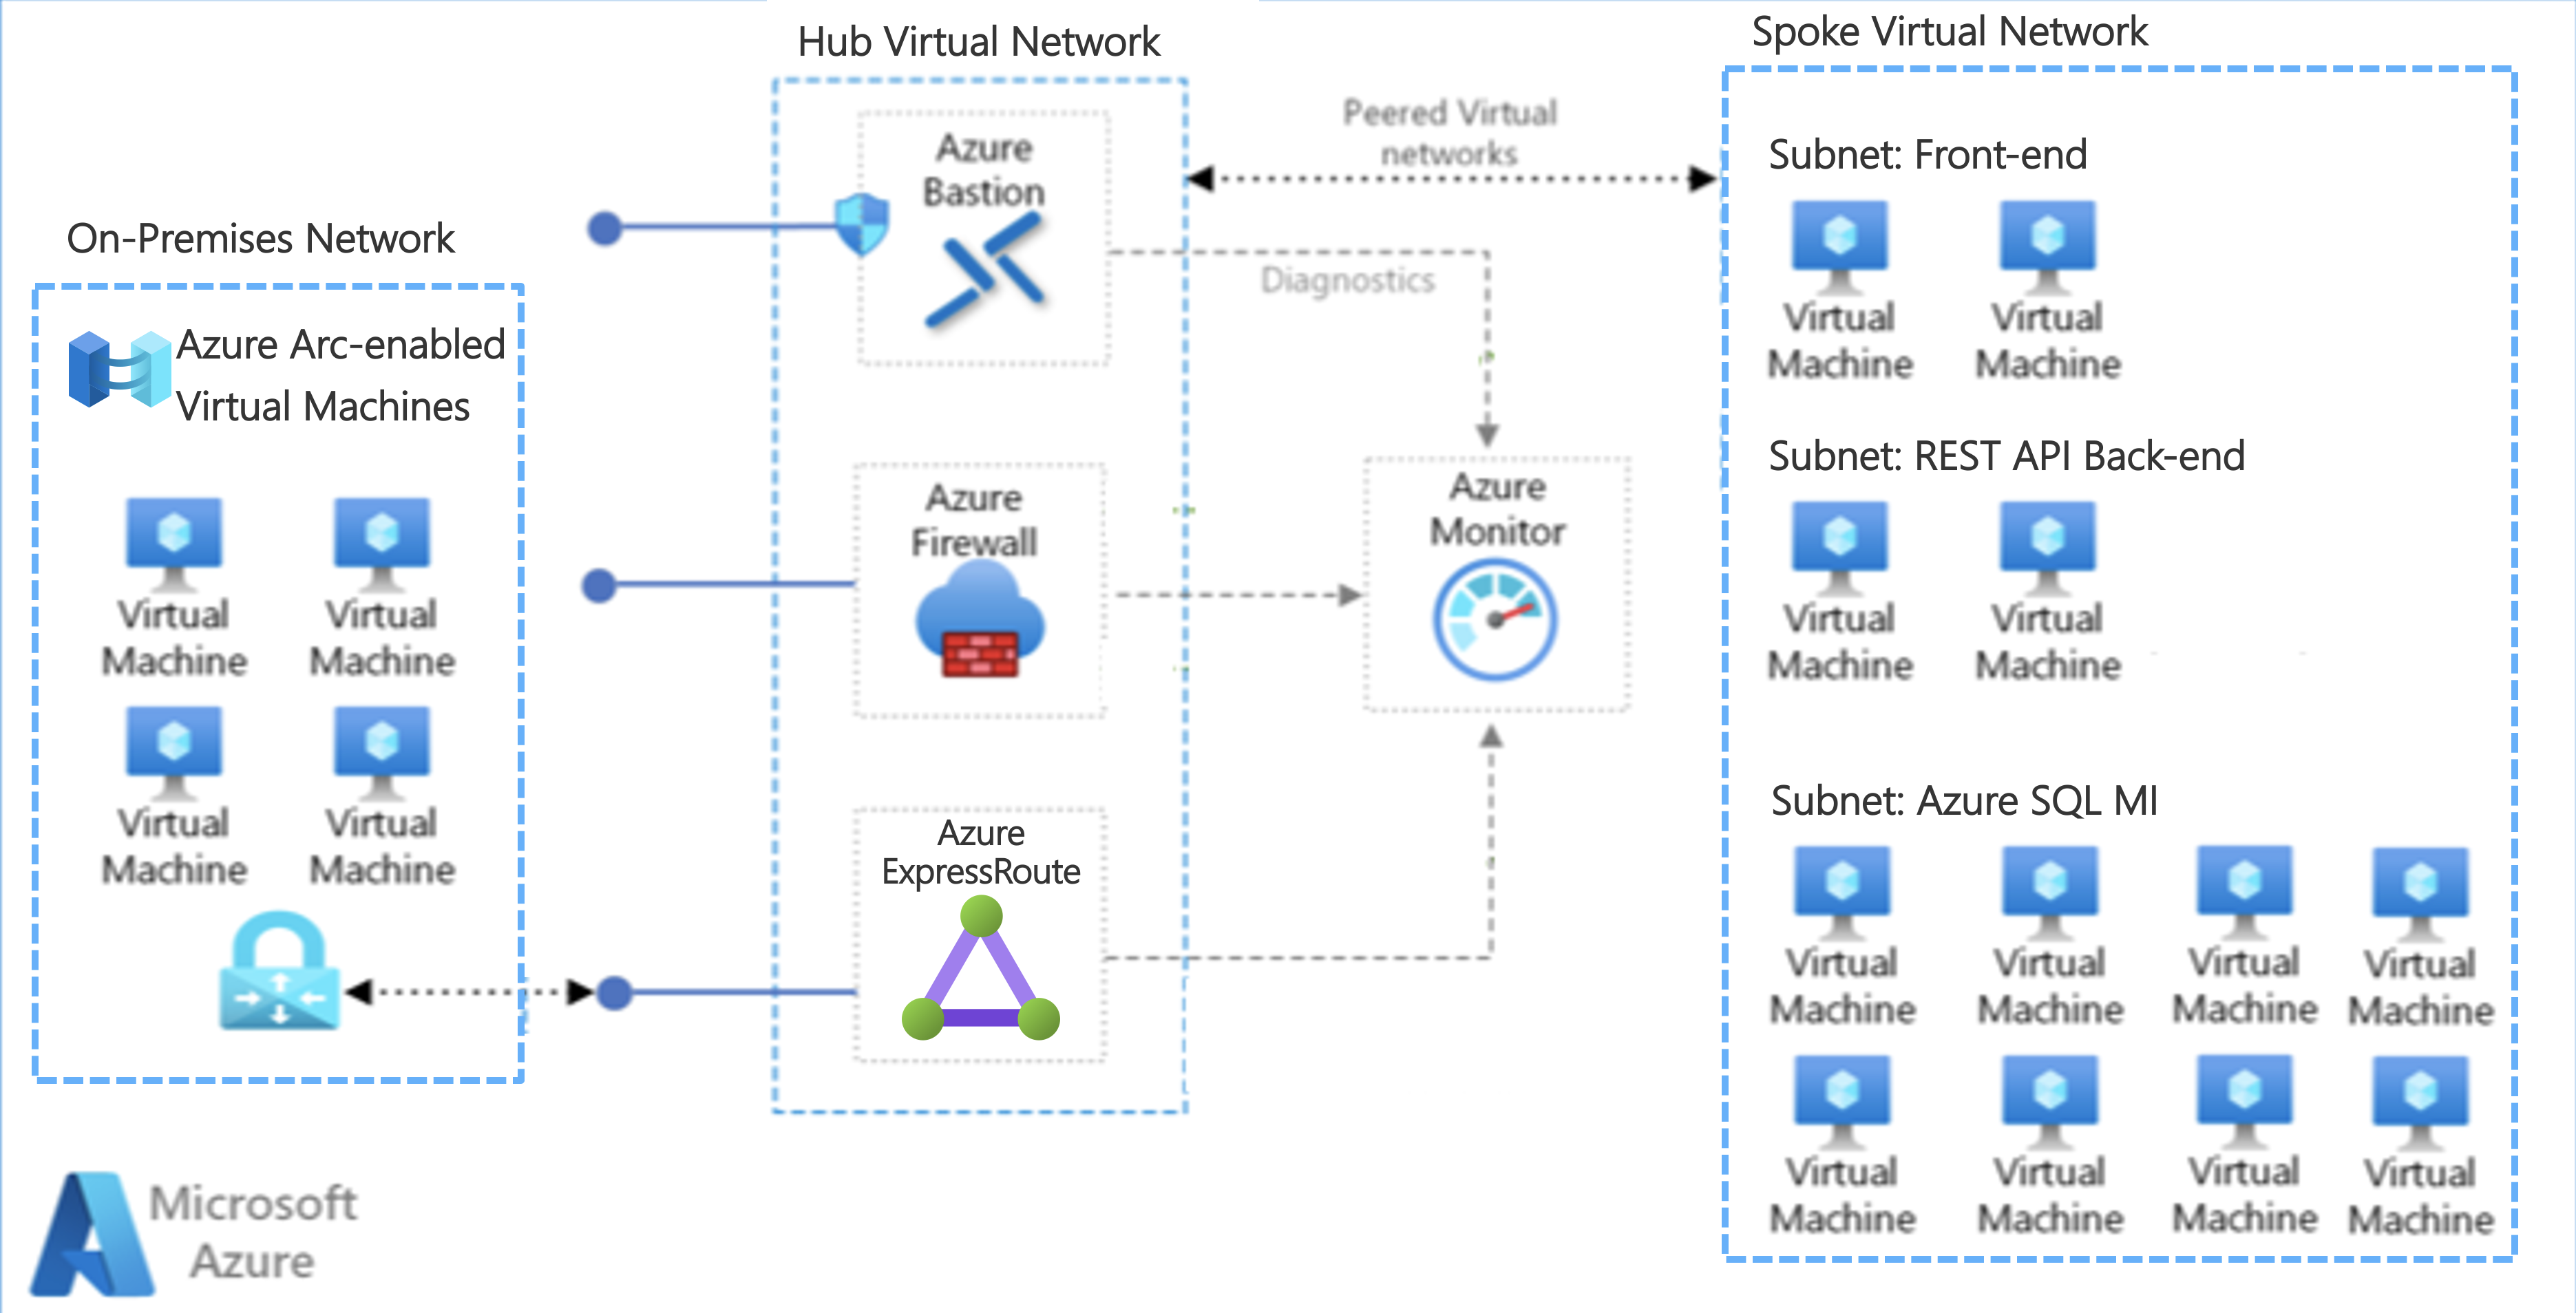 Hub Virtual Network
Spoke Virtual Network
Peered Virtual
networks
Azure
Bastion
Diagnostics
On-Premises Network
Azure Arc-enabled
Virtual Machines
Virtual
Machine
Virtual
Machine
Virtual
Machine
Virtual
Machine
Azure
Firewall
Azure
Monitor
Azure
ExpressRoute
Subnet: Front-end
Virtual
Machine
Virtual
Machine
Subnet: REST API Back-end
Virtual
Machine
Virtual
Machine
Subnet: Azure SQL MI
Virtual
Machine
Virtual
Machine
Virtual
Machine
Virtual
Machine
Virtual
Machine
Virtual
Machine
Virtual
Machine
Virtual
Machine
Microsoft
Azure